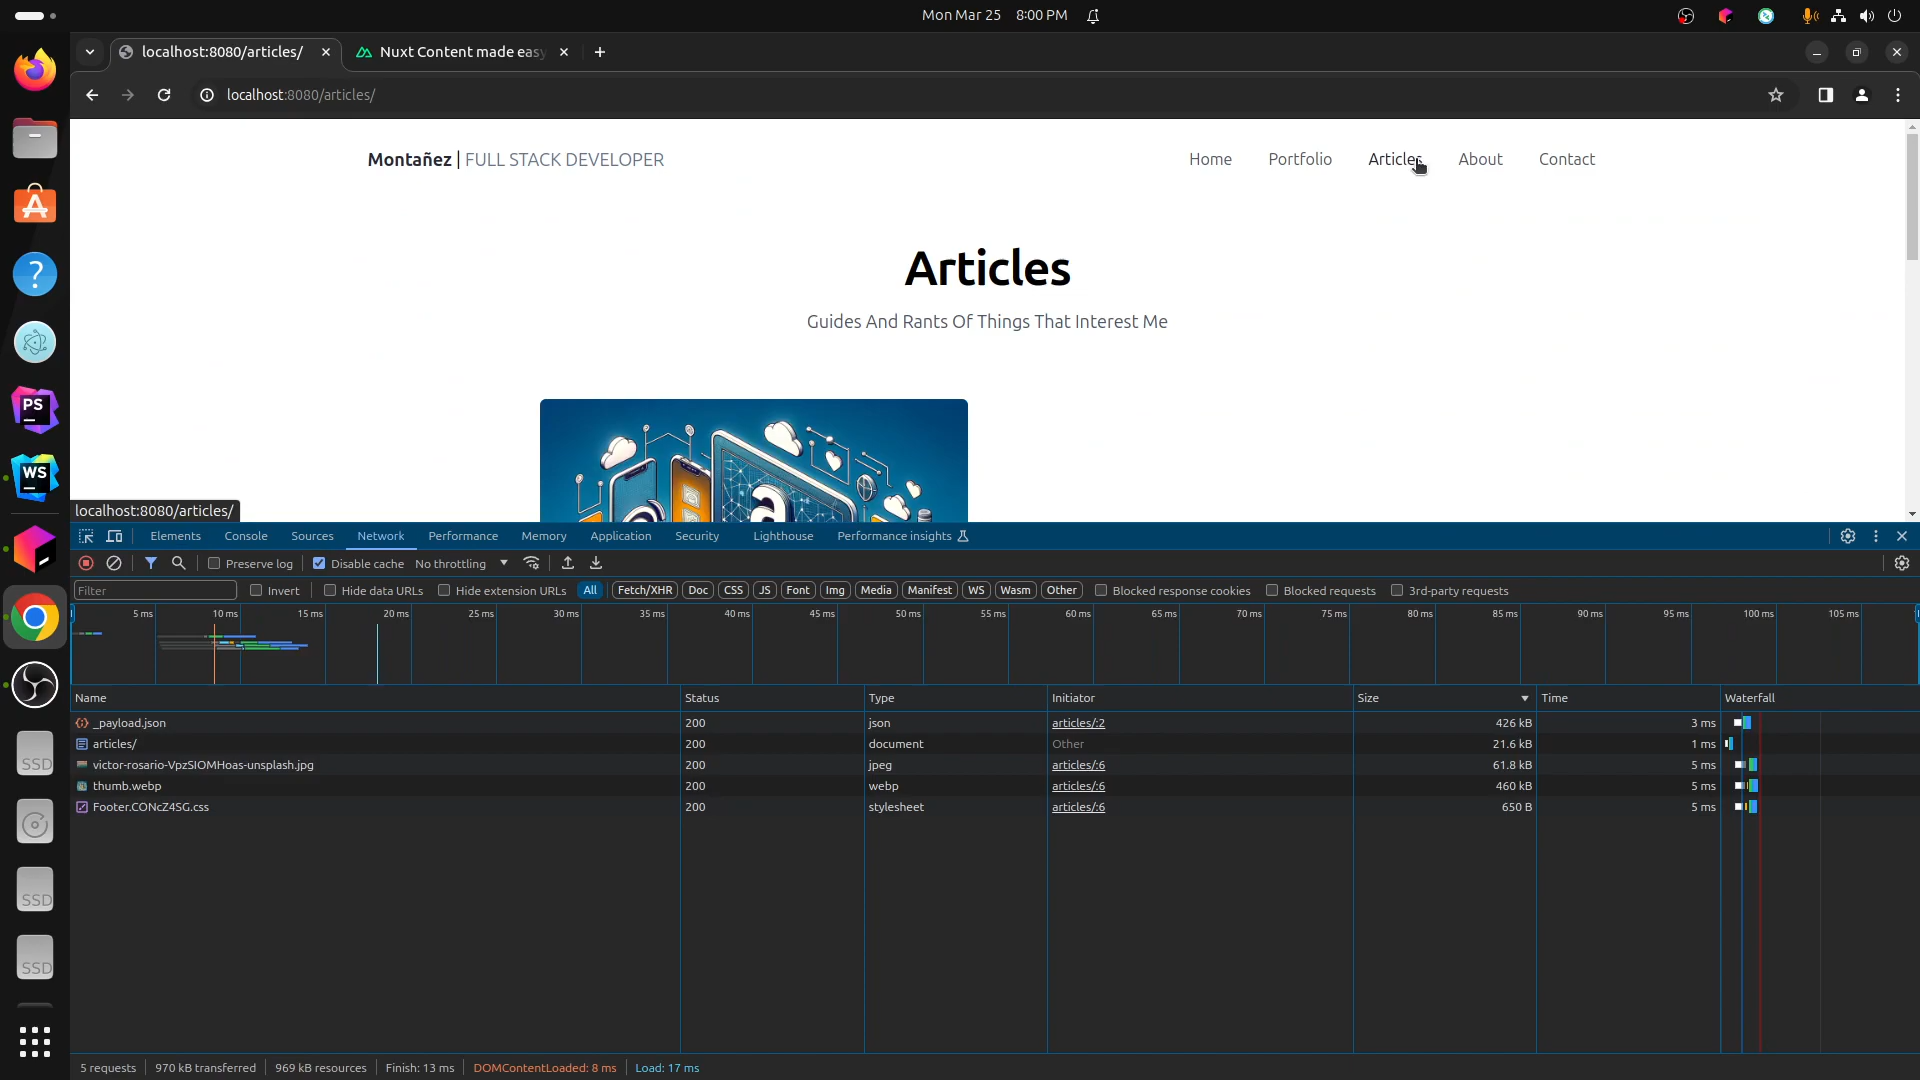 Mon Mar 25 8:00 PM
localhost:8080/articles/
Nuxt Content made easy
localhost:8080/articles/
Montañez | FULL STACK DEVELOPER
Home Portfolio Articles About Contact
Articles
Guides And Rants Of Things That Interest Me
a
localhost:8080/articles/
PS
WS
SSD
SSD
SSD
Elements Console Sources Network Performance Memory Application Security Lighthouse Performance insights
Preserve log Disable cache No throttling
Filter Invert Hide data URLs Hide extension URLs All Fetch/XHR Doc CSS JS Font Img Media Manifest WS Wasm Other Blocked response cookies Blocked requests 3rd-party requests
5 ms 10 ms 15 ms 20 ms 25 ms 30 ms 35 ms 40 ms 45 ms 50 ms 55 ms 60 ms 65 ms 70 ms 75 ms 80 ms 85 ms 90 ms 95 ms 100 ms 105 ms
Name Status Type Initiator Size Time Waterfall
_payload.json 200 json articles/:2 426 kB 3 ms
articles/ 200 document Other 21.6 kB 1 ms
victor-rosario-VpzSIOMHoas-unsplash.jpg 200 jpeg articles/:6 61.8 kB 5 ms
thumb.webp 200 webp articles/:6 460 kB 5 ms
Footer.CONcZ4SG.css 200 stylesheet articles/:6 650 B 5 ms
5 requests 970 kB transferred 969 kB resources Finish: 13 ms DOMContentLoaded: 8 ms Load: 17 ms